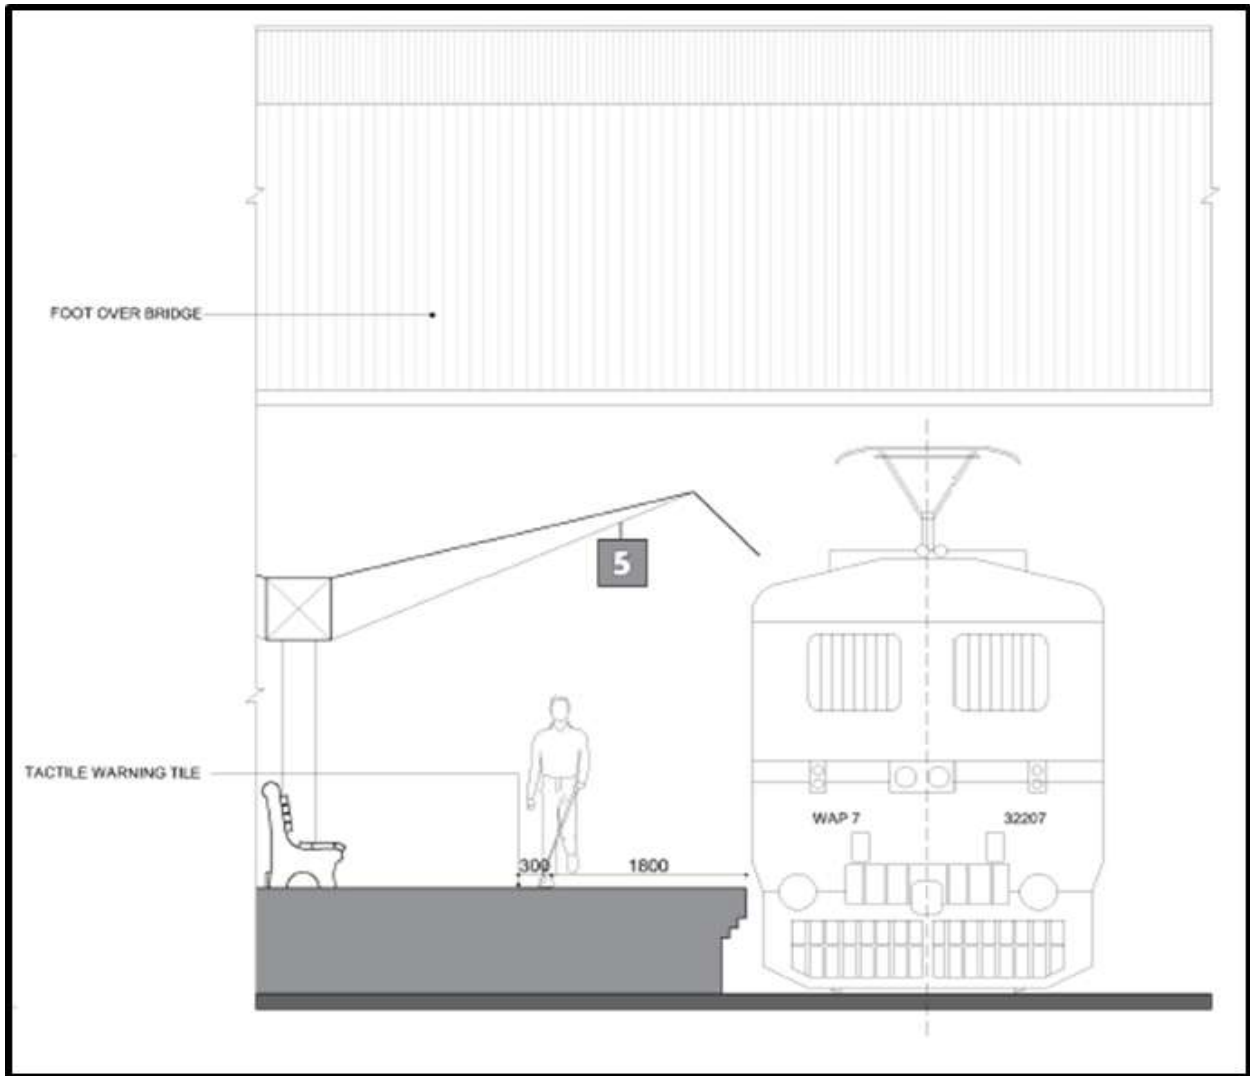 FOOT OVER BRIDGE
5
TACTILE WARNING TILE
WAP 7 32207
300 1800